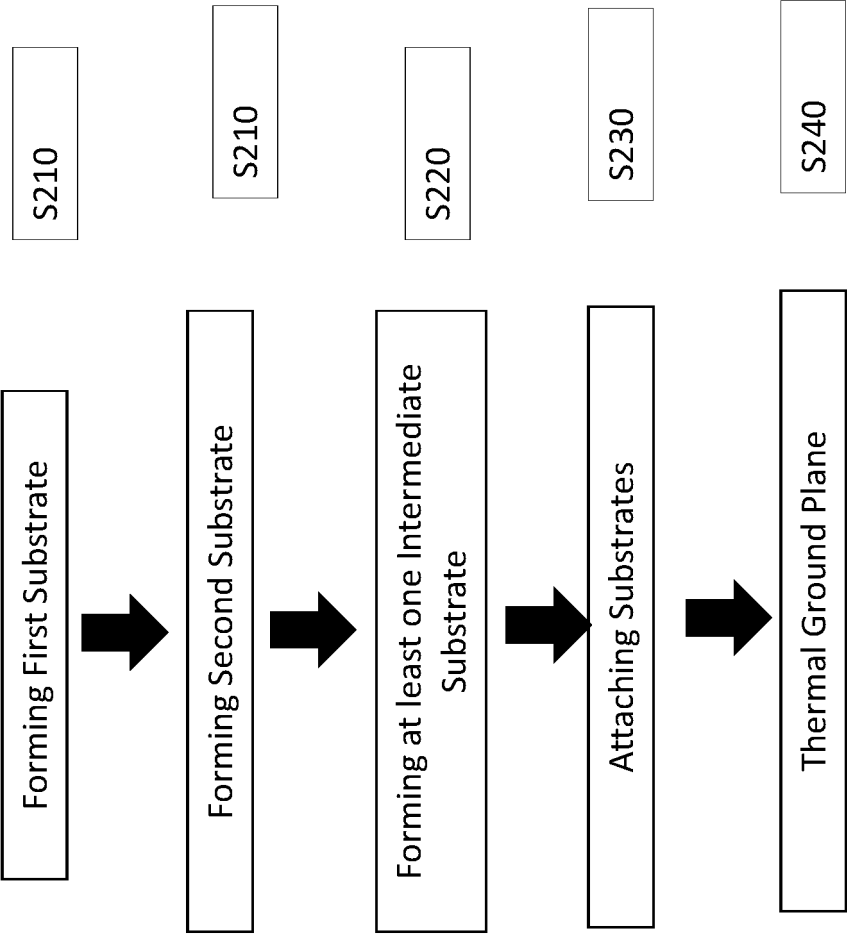 Forming First Substrate
S210
Forming Second Substrate
S210
Forming at least one Intermediate
Substrate
S220
Attaching Substrates
S230
Thermal Ground Plane
S240